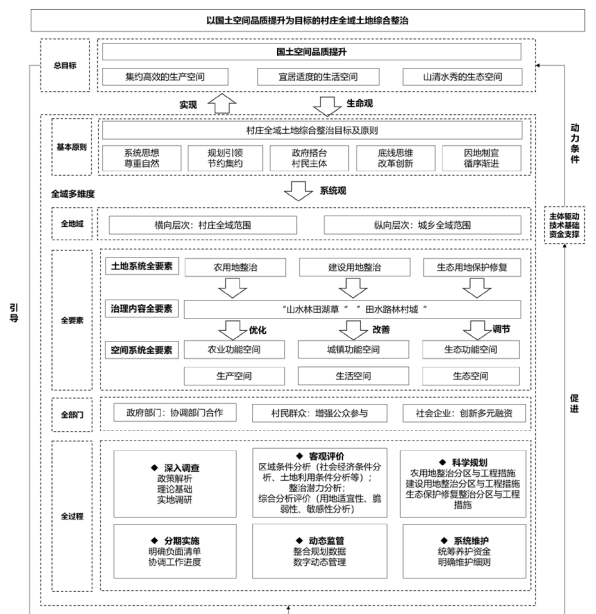 以国土空间品质提升为目标的村庄全域土地综合整治
总目标
国土空间品质提升
集约高效的生产空间
宜居适度的生活空间
山清水秀的生态空间
实现
生命观
基本原则
村庄全域土地综合整治目标及原则
系统思想
尊重自然
规划引领
节约集约
政府搭台
村民主体
底线思维
改革创新
因地制宜
循序渐进
动力条件
全域多维度
系统观
全地域
横向层次：村庄全域范围
纵向层次：城乡全域范围
主体驱动
技术基础
资金支撑
引导
全要素
土地系统全要素
农用地整治
建设用地整治
生态用地保护修复
治理内容全要素
“山水林田湖草 ” ” 田水路林村城 “
优化
改善
调节
空间系统全要素
农业功能空间
城镇功能空间
生态功能空间
生产空间
生活空间
生态空间
促进
全部门
政府部门：协调部门合作
村民群众：增强公众参与
社会企业：创新多元融资
全过程
◆ 深入调查
政策解析
理论基础
实地调研
◆ 客观评价
区域条件分析（社会经济条件分
析、土地利用条件分析等）；
整治潜力分析；
综合分析评价（用地适宜性、脆
弱性、敏感性分析）
◆ 科学规划
农用地整治分区与工程措施
建设用地整治分区与工程措施
生态保护修复整治分区与工程
措施
◆ 分期实施
明确负面清单
协调工作进度
◆ 动态监管
整合规划数据
数字动态管理
◆ 系统维护
统筹养护资金
明确维护细则